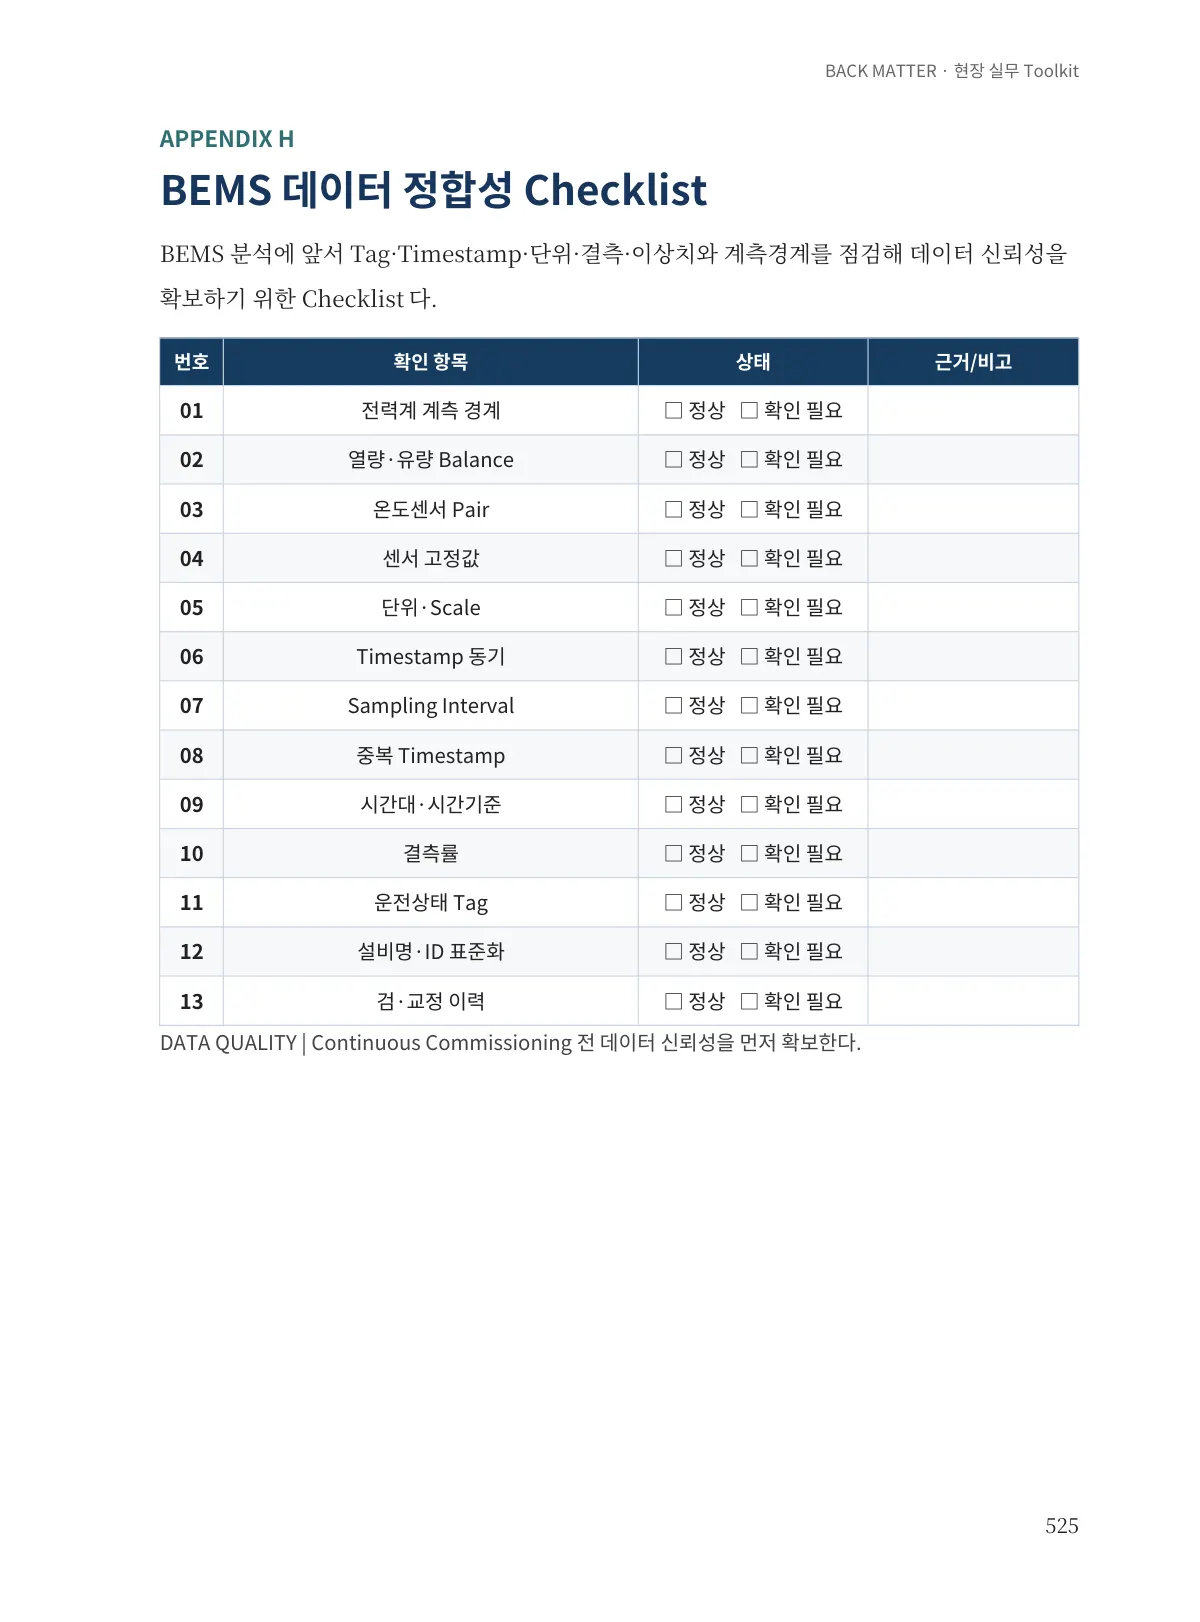 BACK MATTER · 현장 실무 Toolkit
APPENDIX H
BEMS 데이터 정합성 Checklist
BEMS 분석에 앞서 Tag·Timestamp·단위·결측·이상치와 계측경계를 점검해 데이터 신뢰성을
확보하기 위한 Checklist 다.
번호 확인 항목 상태 근거/비고
01 전력계 계측 경계 □ 정상 □ 확인 필요
02 열량·유량 Balance □ 정상 □ 확인 필요
03 온도센서 Pair □ 정상 □ 확인 필요
04 센서 고정값 □ 정상 □ 확인 필요
05 단위·Scale □ 정상 □ 확인 필요
06 Timestamp 동기 □ 정상 □ 확인 필요
07 Sampling Interval □ 정상 □ 확인 필요
08 중복 Timestamp □ 정상 □ 확인 필요
09 시간대·시간기준 □ 정상 □ 확인 필요
10 결측률 □ 정상 □ 확인 필요
11 운전상태 Tag □ 정상 □ 확인 필요
12 설비명·ID 표준화 □ 정상 □ 확인 필요
13 검·교정 이력 □ 정상 □ 확인 필요
DATA QUALITY | Continuous Commissioning 전 데이터 신뢰성을 먼저 확보한다.
525